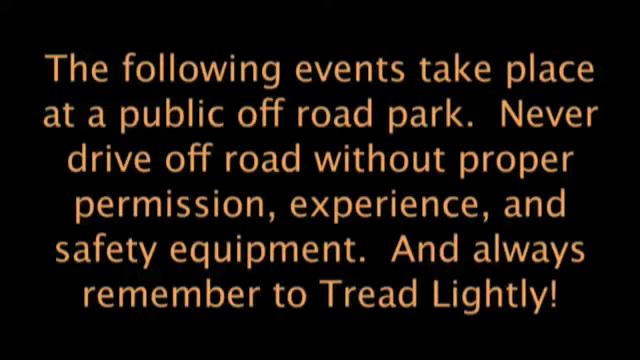 The following events take place
at a public off road park.  Never
drive off road without proper
permission, experience, and
safety equipment.  And always
remember to Tread Lightly!